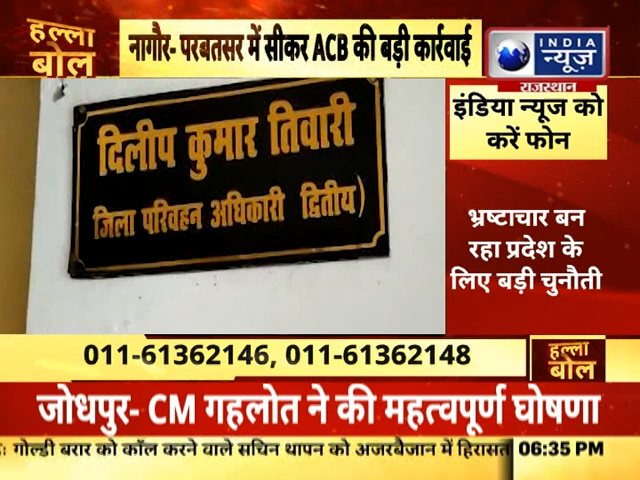 हल्ला
बोल
नागौर- परबतसर में सीकर ACB की बड़ी कार्रवाई
INDIA
न्यूज़
राजस्थान
इंडिया न्यूज को
करें फोन
दिलीप कुमार तिवारी
जिला परिवहन अधिकारी द्वितीय)
भ्रष्टाचार बन
रहा प्रदेश के
लिए बड़ी चुनौती
011-61362146, 011-61362148
हल्ला
बोल
जोधपुर- CM गहलोत ने की महत्वपूर्ण घोषणा
गोल्डी बरार को कॉल करने वाले सचिन थापन को अजरबैजान में हिरासत
06:35 PM